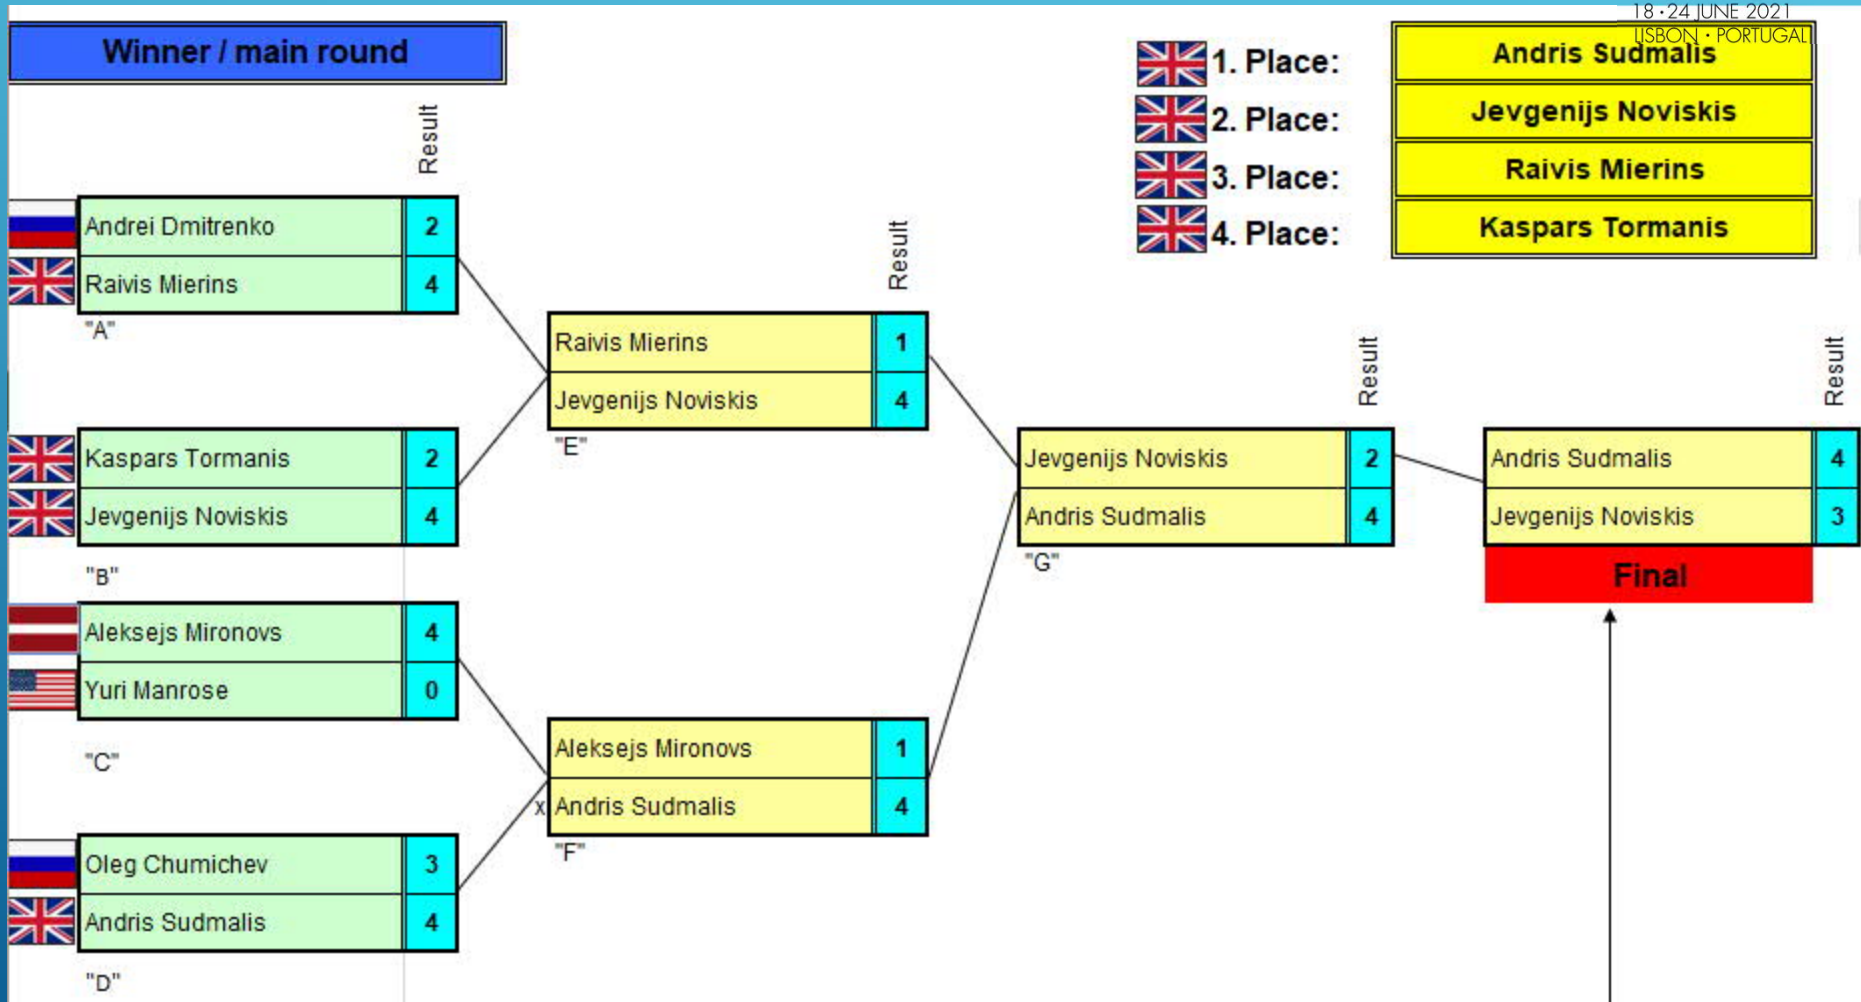 18 - 24 JUNE 2021
LISBON · PORTUGAL
Winner / main round
1. Place:
Andris Sudmalis
2. Place:
Jevgenijs Noviskis
3. Place:
Raivis Mierins
4. Place:
Kaspars Tormanis
Result
Andrei Dmitrenko 2
Raivis Mierins 4
"A"
Kaspars Tormanis 2
Jevgenijs Noviskis 4
"B"
Aleksejs Mironovs 4
Yuri Manrose 0
"C"
Oleg Chumichev 3
Andris Sudmalis 4
"D"
Result
Raivis Mierins 1
Jevgenijs Noviskis 4
"E"
Aleksejs Mironovs 1
x Andris Sudmalis 4
"F"
Result
Jevgenijs Noviskis 2
Andris Sudmalis 4
"G"
Result
Andris Sudmalis 4
Jevgenijs Noviskis 3
Final